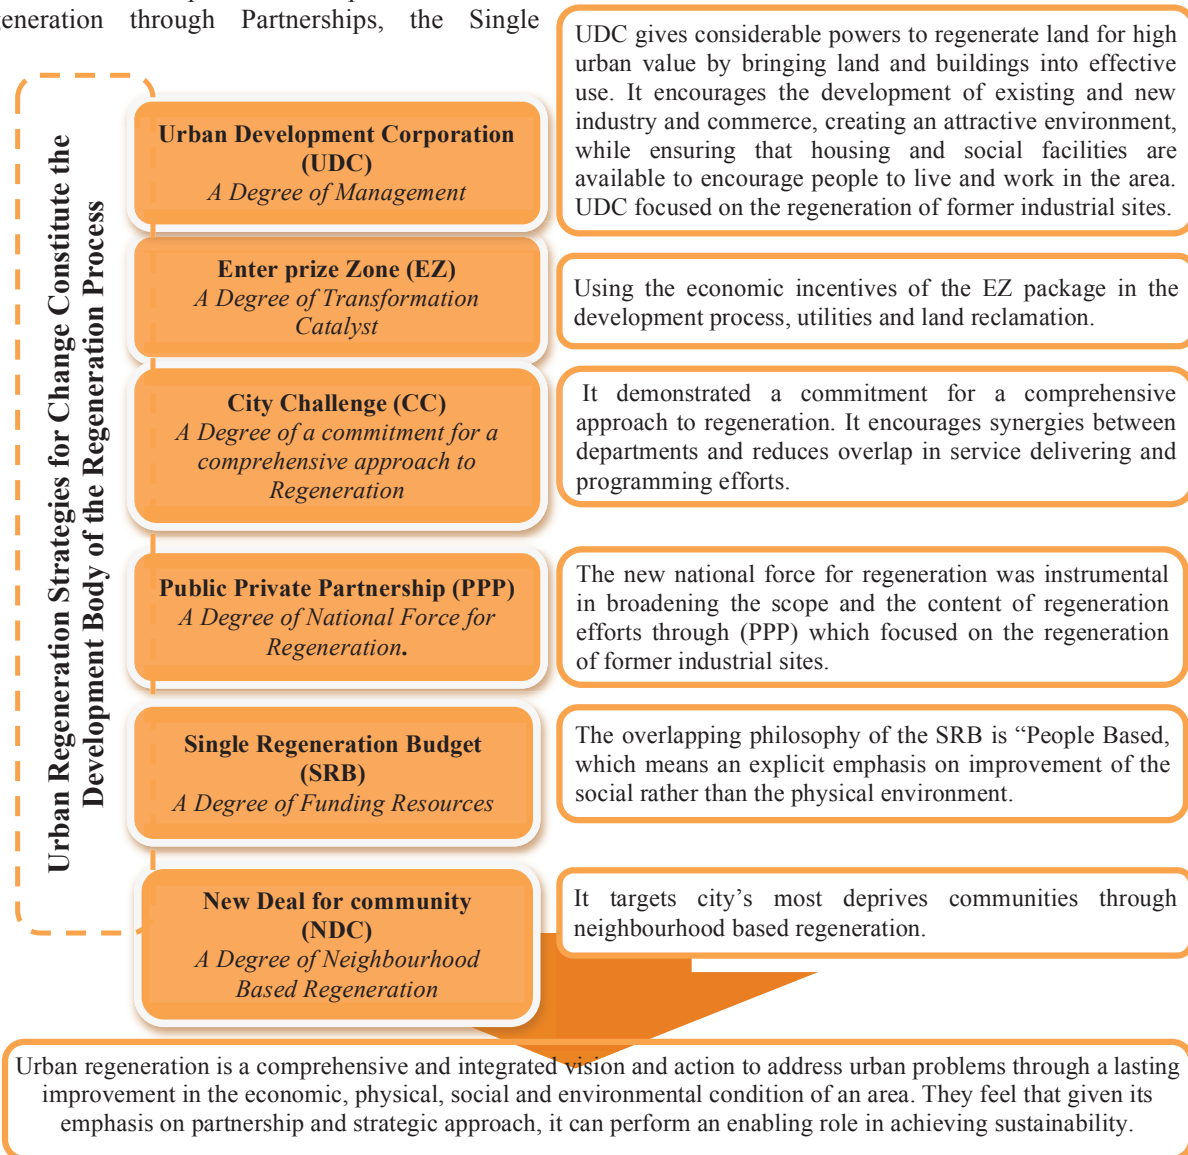 generation through Partnerships, the Single
Urban Regeneration Strategies for Change Constitute the
Development Body of the Regeneration Process
Urban Development Corporation
(UDC)
A Degree of Management
UDC gives considerable powers to regenerate land for high
urban value by bringing land and buildings into effective
use. It encourages the development of existing and new
industry and commerce, creating an attractive environment,
while ensuring that housing and social facilities are
available to encourage people to live and work in the area.
UDC focused on the regeneration of former industrial sites.
Enter prize Zone (EZ)
A Degree of Transformation
Catalyst
Using the economic incentives of the EZ package in the
development process, utilities and land reclamation.
City Challenge (CC)
A Degree of a commitment for a
comprehensive approach to
Regeneration
It demonstrated a commitment for a comprehensive
approach to regeneration. It encourages synergies between
departments and reduces overlap in service delivering and
programming efforts.
Public Private Partnership (PPP)
A Degree of National Force for
Regeneration.
The new national force for regeneration was instrumental
in broadening the scope and the content of regeneration
efforts through (PPP) which focused on the regeneration
of former industrial sites.
Single Regeneration Budget
(SRB)
A Degree of Funding Resources
The overlapping philosophy of the SRB is “People Based,
which means an explicit emphasis on improvement of the
social rather than the physical environment.
New Deal for community
(NDC)
A Degree of Neighbourhood
Based Regeneration
It targets city’s most deprives communities through
neighbourhood based regeneration.
Urban regeneration is a comprehensive and integrated vision and action to address urban problems through a lasting
improvement in the economic, physical, social and environmental condition of an area. They feel that given its
emphasis on partnership and strategic approach, it can perform an enabling role in achieving sustainability.